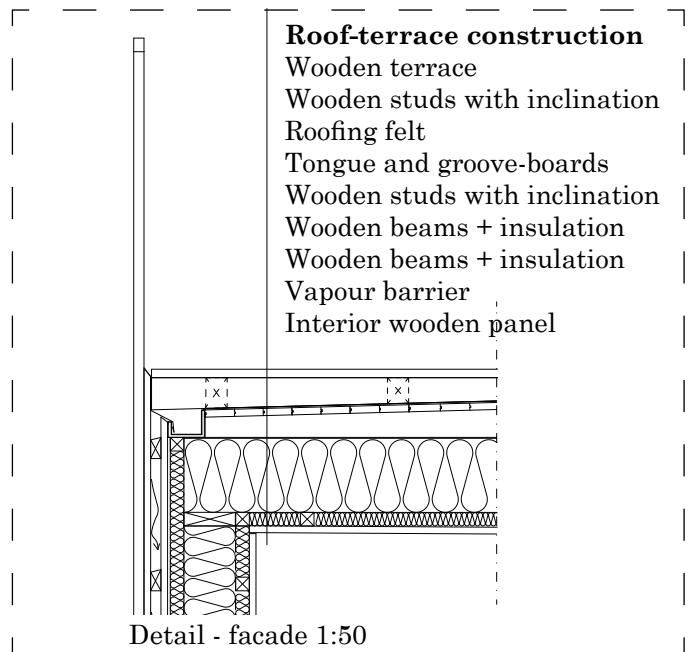 Roof-terrace construction
Wooden terrace
Wooden studs with inclination
Roofing felt
Tongue and groove-boards
Wooden studs with inclination
Wooden beams + insulation
Wooden beams + insulation
Vapour barrier
Interior wooden panel
Detail - facade 1:50